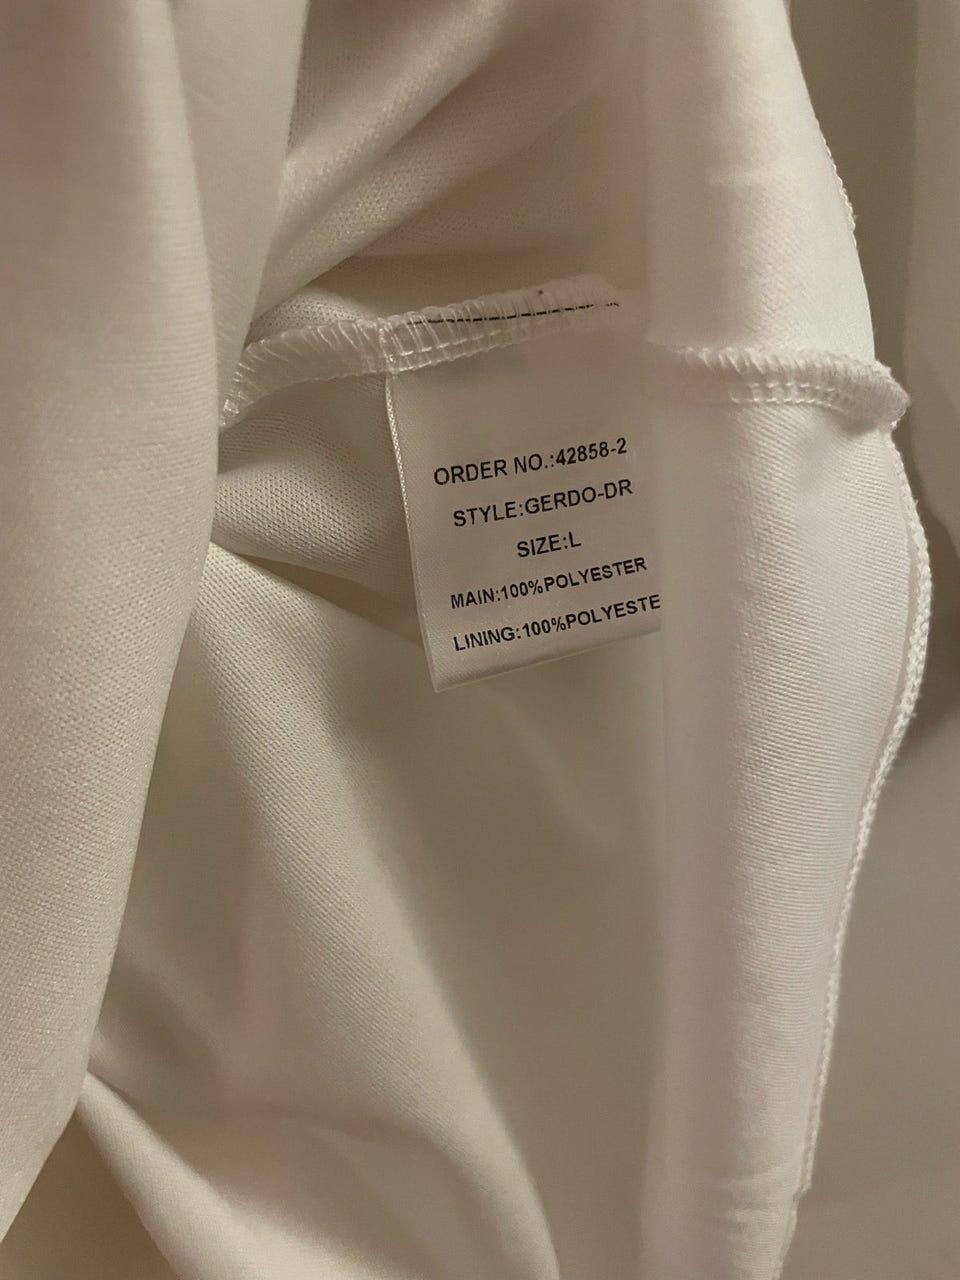 ORDER NO.:42858-2
STYLE:GERDO-DR
SIZE:L
MAIN:100%POLYESTER
LINING:100%POLYESTE